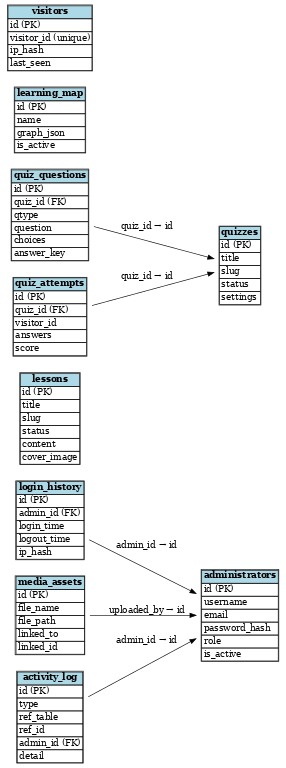 visitors
id (PK)
visitor_id (unique)
ip_hash
last_seen
learning_map
id (PK)
name
graph_json
is_active
quiz_questions
id (PK)
quiz_id (FK)
qtype
question
choices
answer_key
quiz_id → id
quizzes
id (PK)
title
slug
status
settings
quiz_attempts
id (PK)
quiz_id (FK)
visitor_id
answers
score
quiz_id → id
lessons
id (PK)
title
slug
status
content
cover_image
login_history
id (PK)
admin_id (FK)
login_time
logout_time
ip_hash
admin_id → id
media_assets
id (PK)
file_name
file_path
linked_to
linked_id
uploaded_by → id
administrators
id (PK)
username
email
password_hash
role
is_active
admin_id → id
activity_log
id (PK)
type
ref_table
ref_id
admin_id (FK)
detail